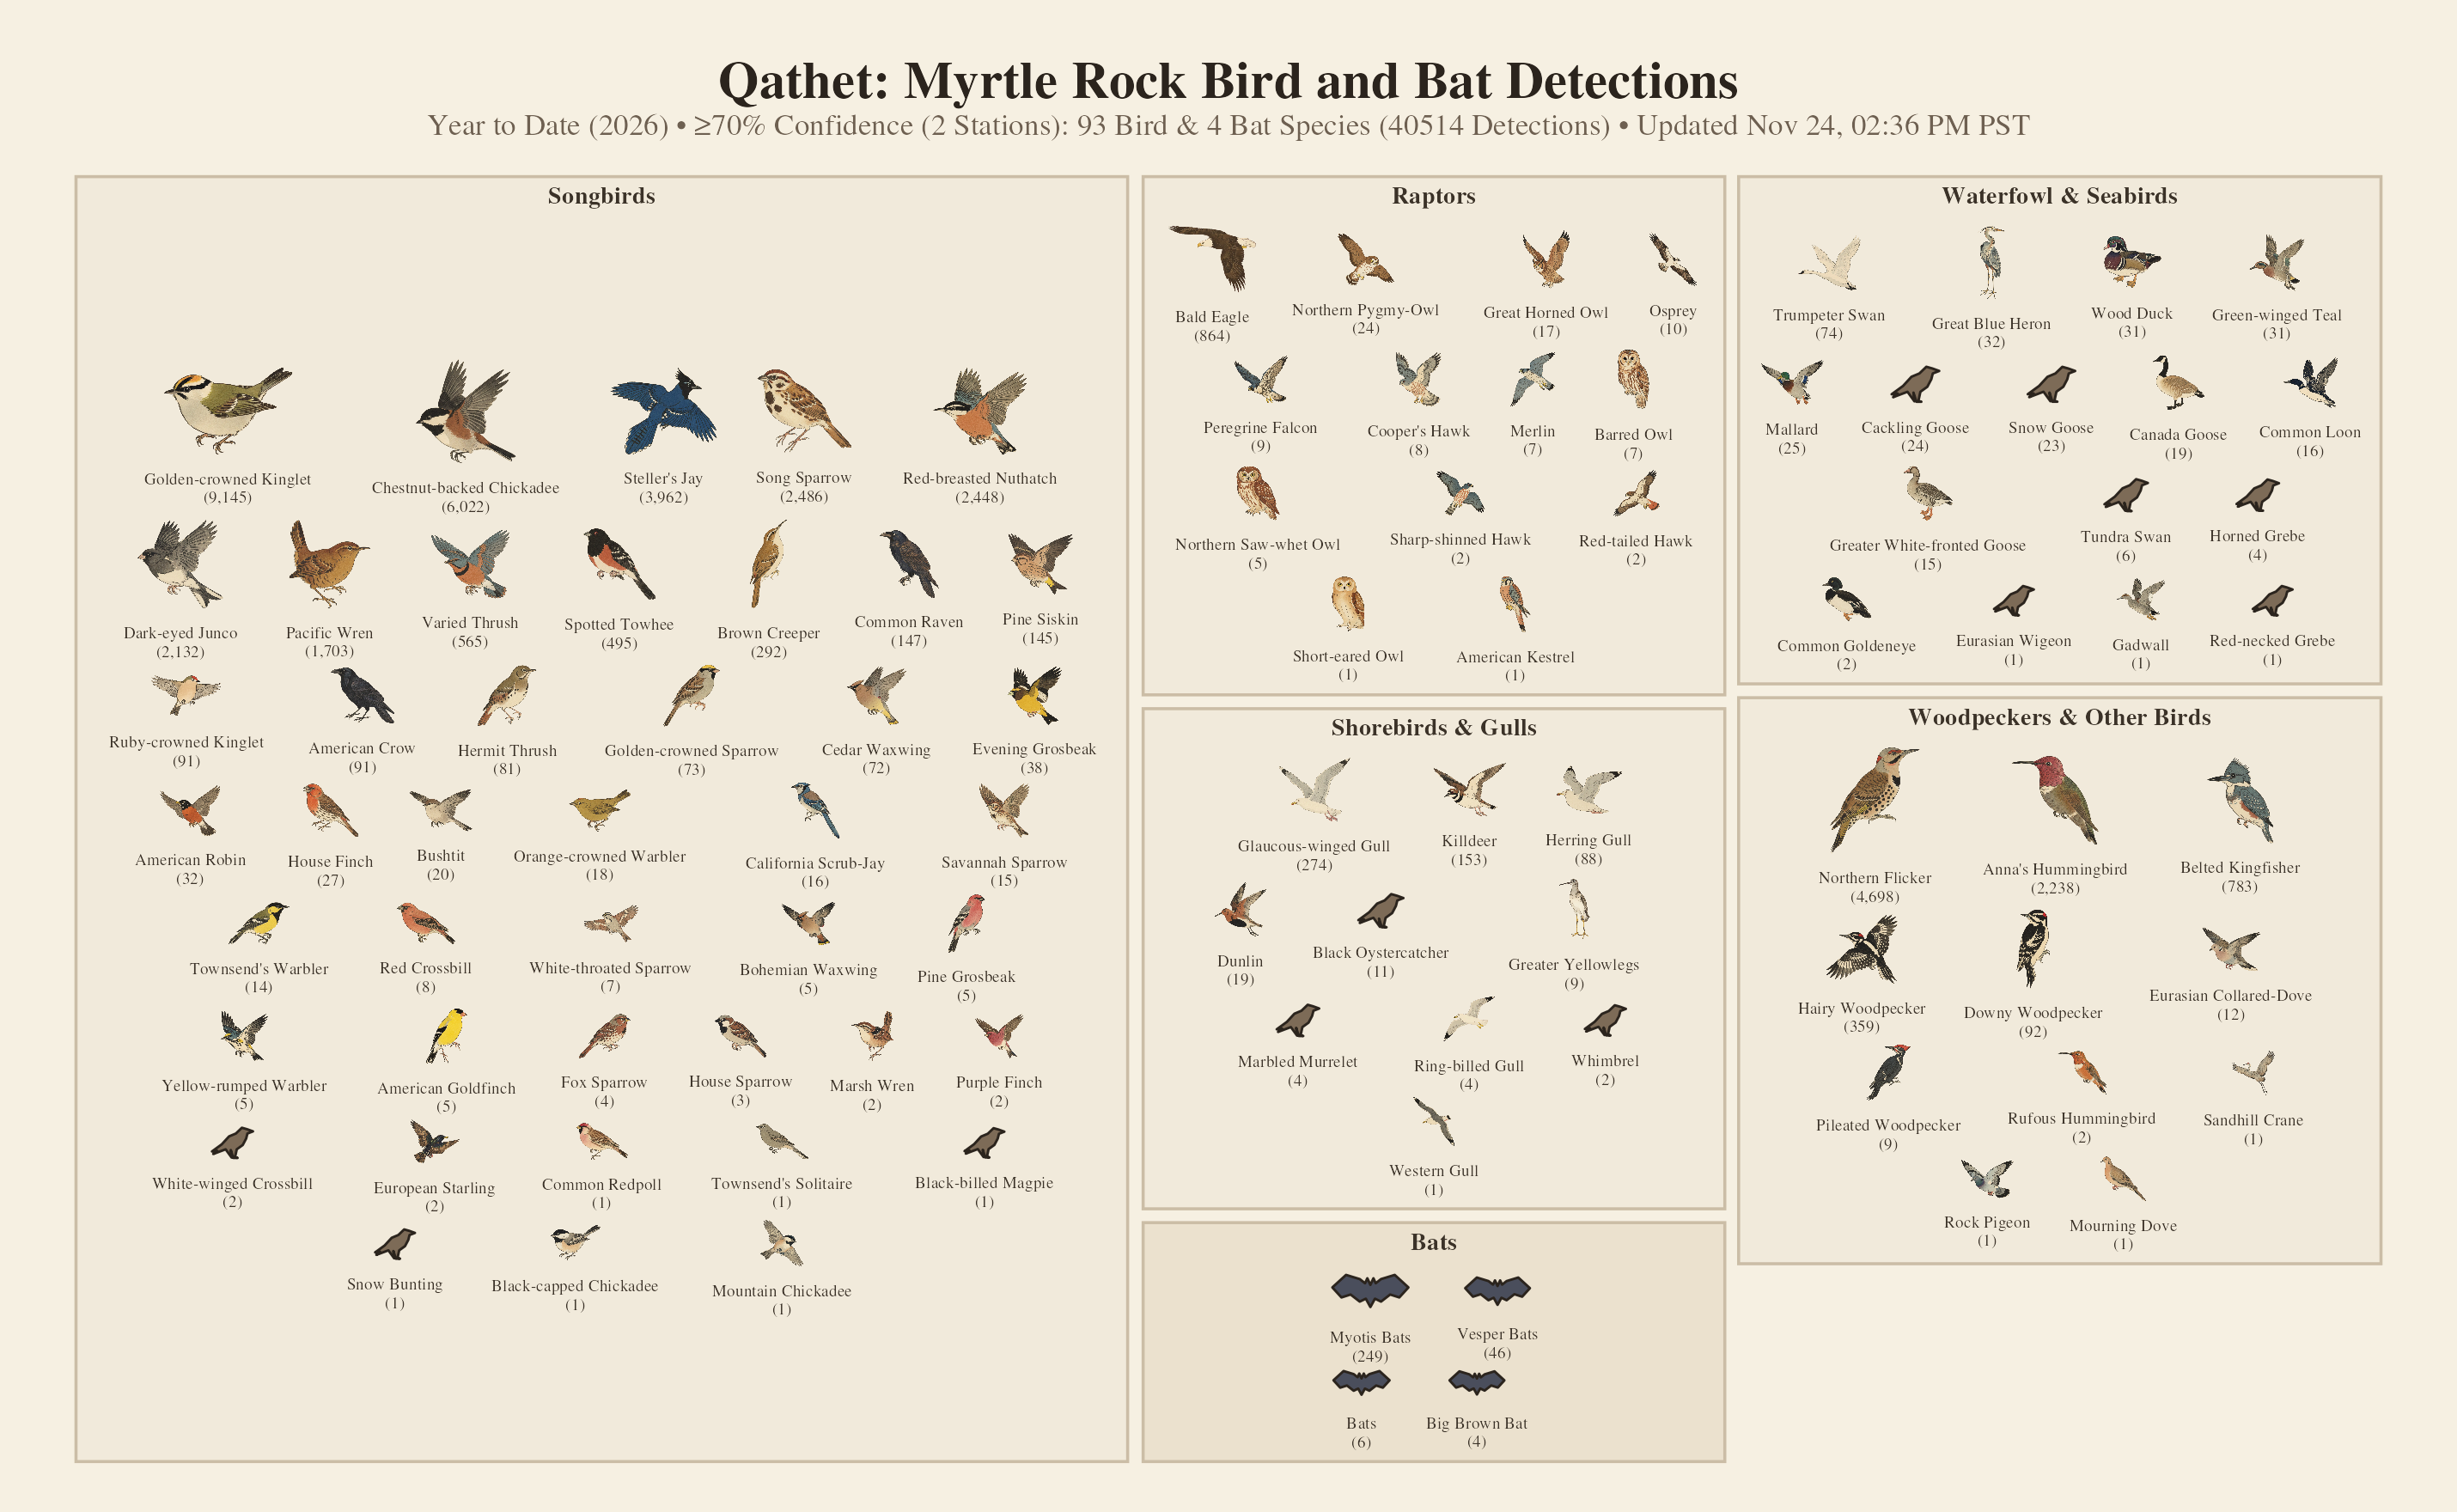 Qathet: Myrtle Rock Bird and Bat Detections
Year to Date (2026) • ≥70% Confidence (2 Stations): 93 Bird & 4 Bat Species (40514 Detections) • Updated Nov 24, 02:36 PM PST
Songbirds
Golden-crowned Kinglet
(9,145)
Chestnut-backed Chickadee
(6,022)
Steller's Jay
(3,962)
Song Sparrow
(2,486)
Red-breasted Nuthatch
(2,448)
Dark-eyed Junco
(2,132)
Pacific Wren
(1,703)
Varied Thrush
(565)
Spotted Towhee
(495)
Brown Creeper
(292)
Common Raven
(147)
Pine Siskin
(145)
Ruby-crowned Kinglet
(91)
American Crow
(91)
Hermit Thrush
(81)
Golden-crowned Sparrow
(73)
Cedar Waxwing
(72)
Evening Grosbeak
(38)
American Robin
(32)
House Finch
(27)
Bushtit
(20)
Orange-crowned Warbler
(18)
California Scrub-Jay
(16)
Savannah Sparrow
(15)
Townsend's Warbler
(14)
Red Crossbill
(8)
White-throated Sparrow
(7)
Bohemian Waxwing
(5)
Pine Grosbeak
(5)
Yellow-rumped Warbler
(5)
American Goldfinch
(5)
Fox Sparrow
(4)
House Sparrow
(3)
Marsh Wren
(2)
Purple Finch
(2)
White-winged Crossbill
(2)
European Starling
(2)
Common Redpoll
(1)
Townsend's Solitaire
(1)
Black-billed Magpie
(1)
Snow Bunting
(1)
Black-capped Chickadee
(1)
Mountain Chickadee
(1)
Raptors
Bald Eagle
(864)
Northern Pygmy-Owl
(24)
Great Horned Owl
(17)
Osprey
(10)
Peregrine Falcon
(9)
Cooper's Hawk
(8)
Merlin
(7)
Barred Owl
(7)
Northern Saw-whet Owl
(5)
Sharp-shinned Hawk
(2)
Red-tailed Hawk
(2)
Short-eared Owl
(1)
American Kestrel
(1)
Shorebirds & Gulls
Glaucous-winged Gull
(274)
Killdeer
(153)
Herring Gull
(88)
Dunlin
(19)
Black Oystercatcher
(11)
Greater Yellowlegs
(9)
Marbled Murrelet
(4)
Ring-billed Gull
(4)
Whimbrel
(2)
Western Gull
(1)
Bats
Myotis Bats
(249)
Vesper Bats
(46)
Bats
(6)
Big Brown Bat
(4)
Waterfowl & Seabirds
Trumpeter Swan
(74)
Great Blue Heron
(32)
Wood Duck
(31)
Green-winged Teal
(31)
Mallard
(25)
Cackling Goose
(24)
Snow Goose
(23)
Canada Goose
(19)
Common Loon
(16)
Greater White-fronted Goose
(15)
Tundra Swan
(6)
Horned Grebe
(4)
Common Goldeneye
(2)
Eurasian Wigeon
(1)
Gadwall
(1)
Red-necked Grebe
(1)
Woodpeckers & Other Birds
Northern Flicker
(4,698)
Anna's Hummingbird
(2,238)
Belted Kingfisher
(783)
Hairy Woodpecker
(359)
Downy Woodpecker
(92)
Eurasian Collared-Dove
(12)
Pileated Woodpecker
(9)
Rufous Hummingbird
(2)
Sandhill Crane
(1)
Rock Pigeon
(1)
Mourning Dove
(1)